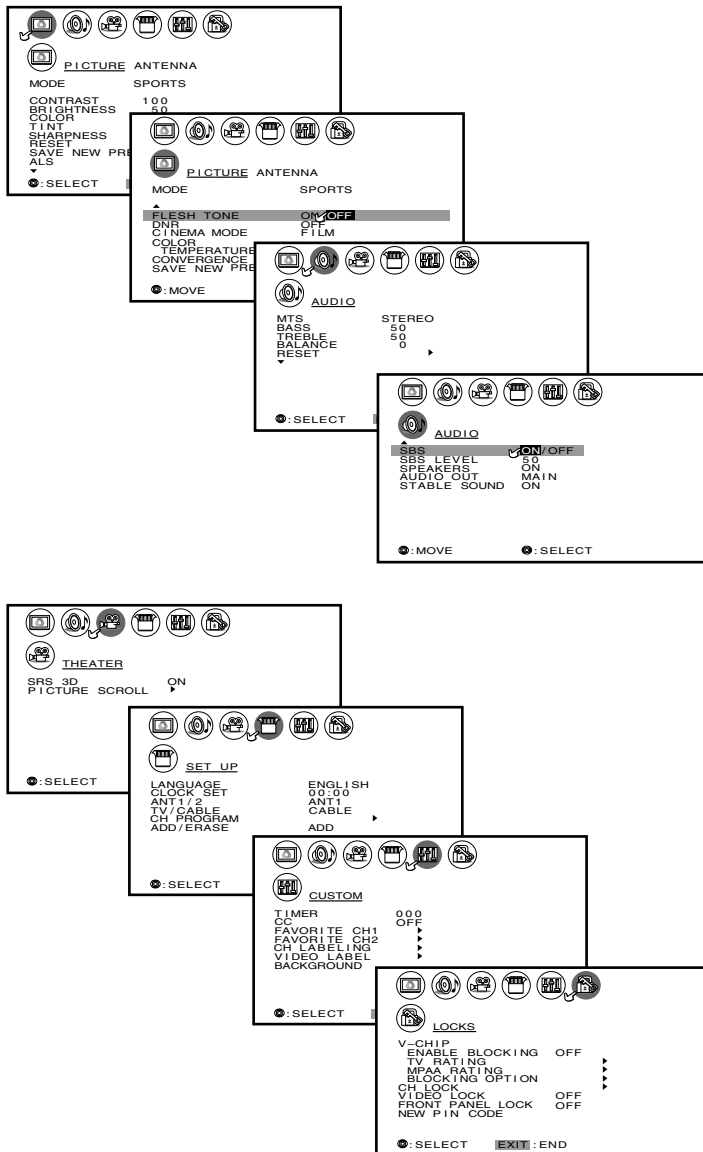 PICTURE ANTENNA
MODE SPORTS
CONTRAST 100
BRIGHTNESS 50
COLOR
TINT
SHARPNESS
RESET
SAVE NEW PRE
ALS
:SELECT
PICTURE ANTENNA
MODE SPORTS
FLESH TONE ON OFF
DNR OFF
CINEMA MODE FILM
COLOR
TEMPERATURE
CONVERGENCE
SAVE NEW PRE
:MOVE
AUDIO
MTS STEREO
BASS 50
TREBLE 50
BALANCE 0
RESET
:SELECT
AUDIO
SBS ON/OFF
SBS LEVEL 50
SPEAKERS ON
AUDIO OUT MAIN
STABLE SOUND ON
:MOVE :SELECT
THEATER
SRS 3D ON
PICTURE SCROLL
:SELECT
SET UP
LANGUAGE ENGLISH
CLOCK SET 00:00
ANT1/2 ANT1
TV/CABLE CABLE
CH PROGRAM
ADD/ERASE ADD
:SELECT
CUSTOM
TIMER 000
CC OFF
FAVORITE CH1
FAVORITE CH2
CH LABELING
VIDEO LABEL
BACKGROUND
:SELECT
LOCKS
V-CHIP
ENABLE BLOCKING OFF
TV RATING
MPAA RATING
BLOCKING OPTION
CH LOCK
VIDEO LOCK OFF
FRONT PANEL LOCK OFF
NEW PIN CODE
:SELECT EXIT :END